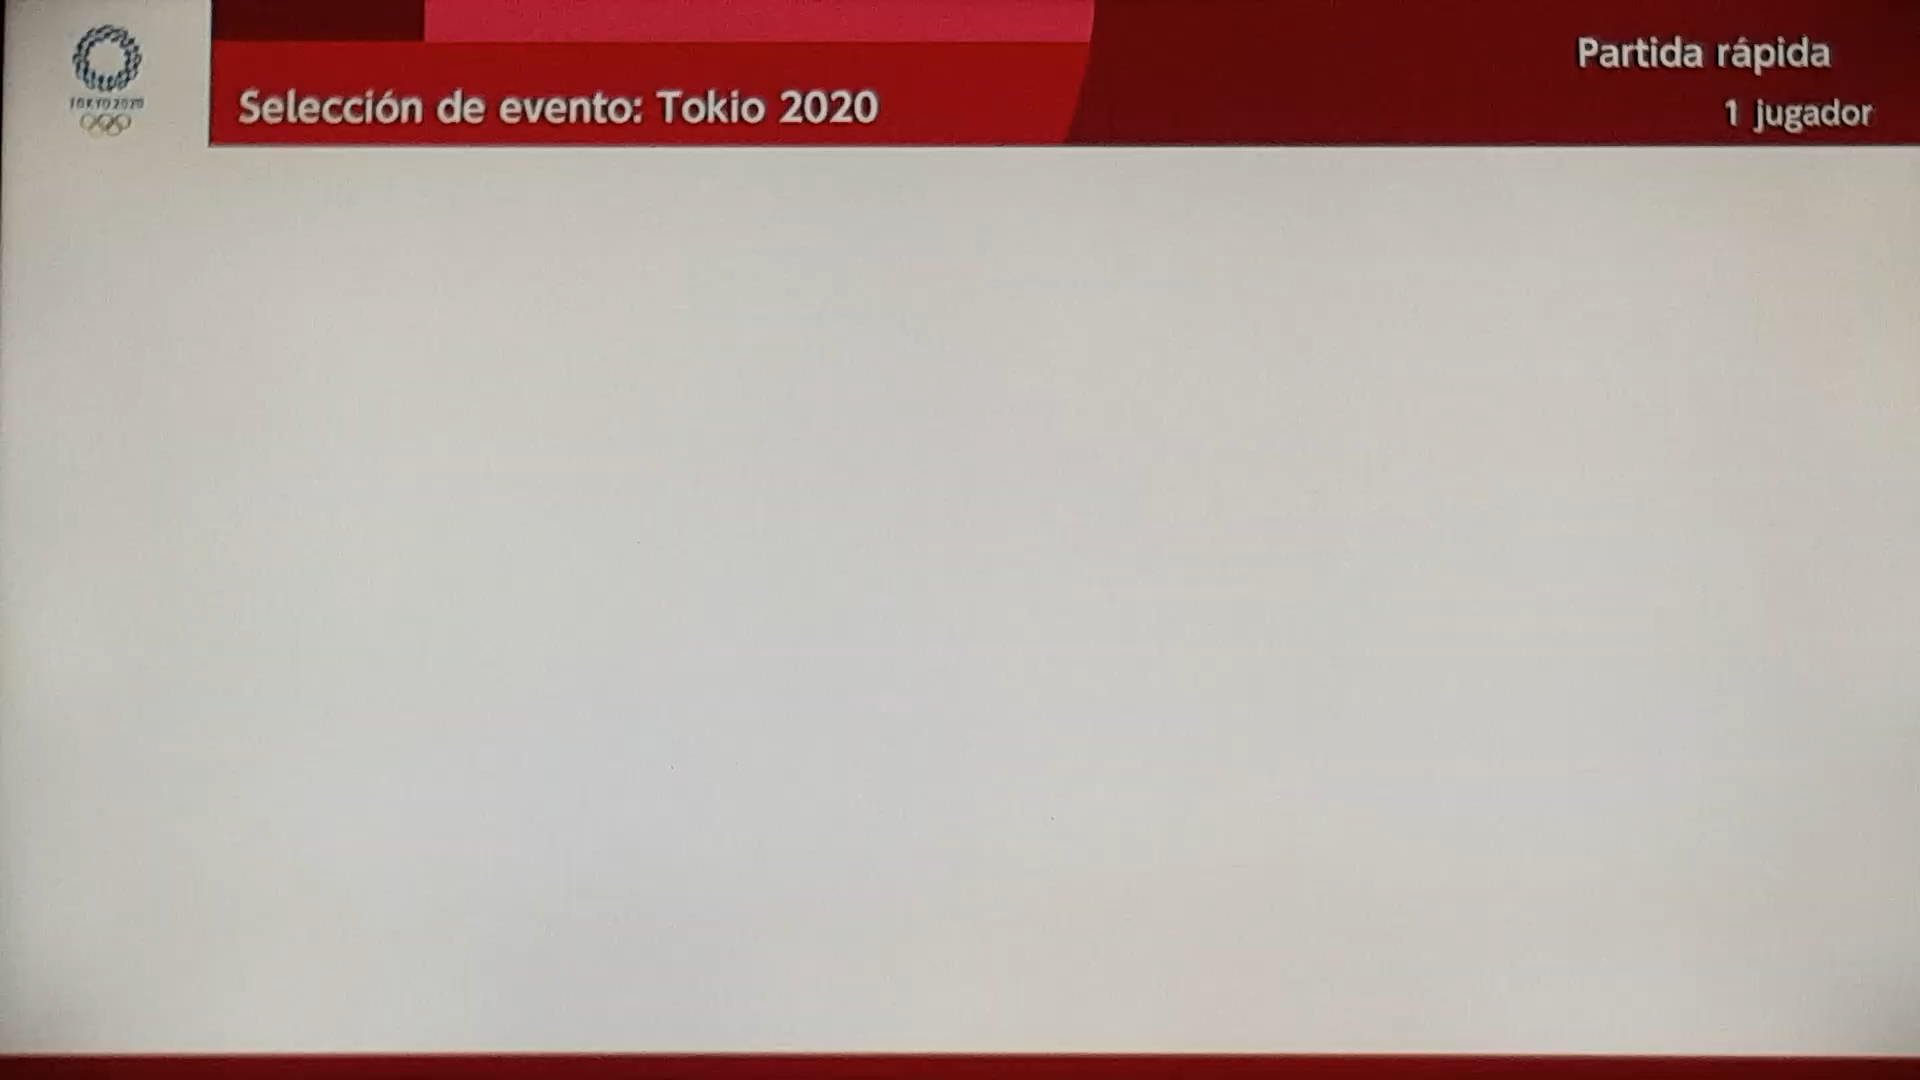 TOKYO 2020
Selección de evento: Tokio 2020
Partida rápida
1 jugador